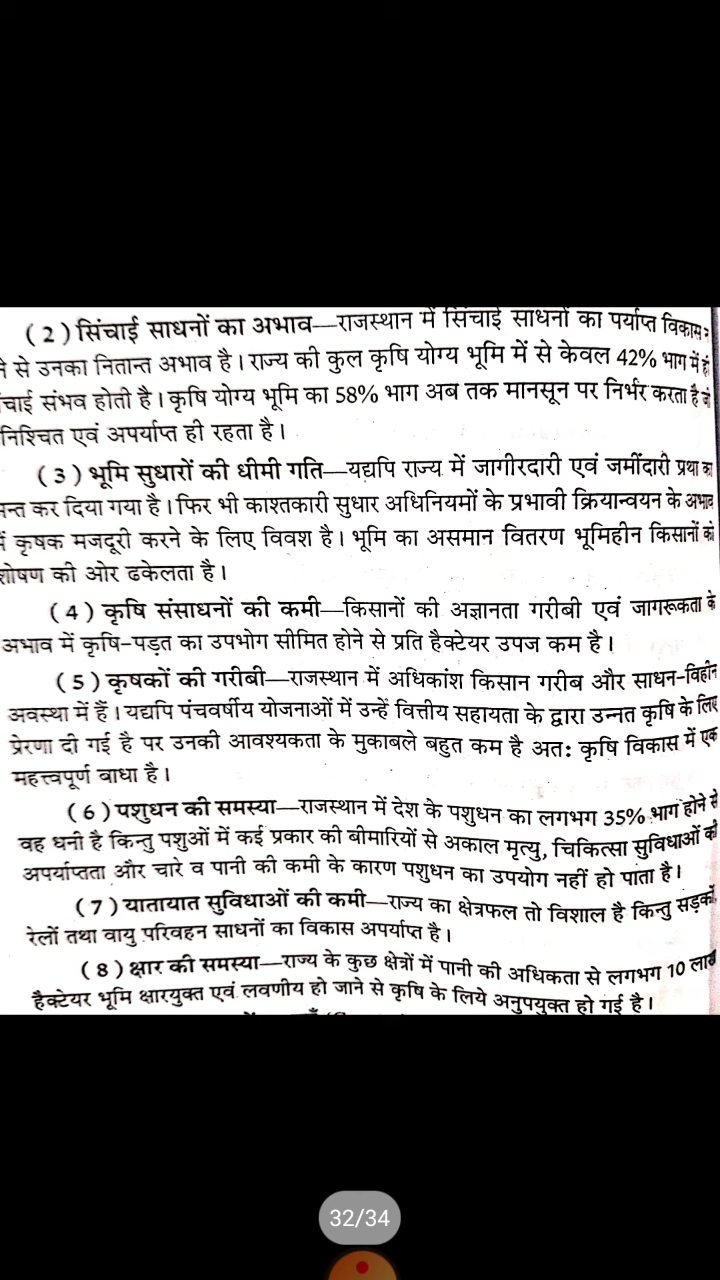 ( 2 ) सिंचाई साधनों का अभाव—राजस्थान में सिंचाई साधनों का पर्याप्त विकास
से उनका नितान्त अभाव है। राज्य की कुल कृषि योग्य भूमि में से केवल 42% भाग में ही
चाई संभव होती है। कृषि योग्य भूमि का 58% भाग अब तक मानसून पर निर्भर करता है जो
निश्चित एवं अपर्याप्त ही रहता है।
( 3 ) भूमि सुधारों की धीमी गति—यद्यपि राज्य में जागीरदारी एवं जमींदारी प्रथा का
न्त कर दिया गया है। फिर भी काश्तकारी सुधार अधिनियमों के प्रभावी क्रियान्वयन के अभाव
में कृषक मजदूरी करने के लिए विवश है। भूमि का असमान वितरण भूमिहीन किसानों को
शोषण की ओर ढकेलता है।
( 4 ) कृषि संसाधनों की कमी—किसानों की अज्ञानता गरीबी एवं जागरूकता के
अभाव में कृषि-पड़त का उपभोग सीमित होने से प्रति हैक्टेयर उपज कम है।
( 5 ) कृषकों की गरीबी—राजस्थान में अधिकांश किसान गरीब और साधन-विहीन
अवस्था में हैं। यद्यपि पंचवर्षीय योजनाओं में उन्हें वित्तीय सहायता के द्वारा उन्नत कृषि के लिए
प्रेरणा दी गई है पर उनकी आवश्यकता के मुकाबले बहुत कम है अतः कृषि विकास में एक
महत्त्वपूर्ण बाधा है।
( 6 ) पशुधन की समस्या—राजस्थान में देश के पशुधन का लगभग 35% भाग होने से
वह धनी है किन्तु पशुओं में कई प्रकार की बीमारियों से अकाल मृत्यु, चिकित्सा सुविधाओं की
अपर्याप्तता और चारे व पानी की कमी के कारण पशुधन का उपयोग नहीं हो पाता है।
( 7 ) यातायात सुविधाओं की कमी—राज्य का क्षेत्रफल तो विशाल है किन्तु सड़कों,
रेलों तथा वायु परिवहन साधनों का विकास अपर्याप्त है।
( 8 ) क्षार की समस्या—राज्य के कुछ क्षेत्रों में पानी की अधिकता से लगभग 10 लाख
हैक्टेयर भूमि क्षारयुक्त एवं लवणीय हो जाने से कृषि के लिये अनुपयुक्त हो गई है।
32/34